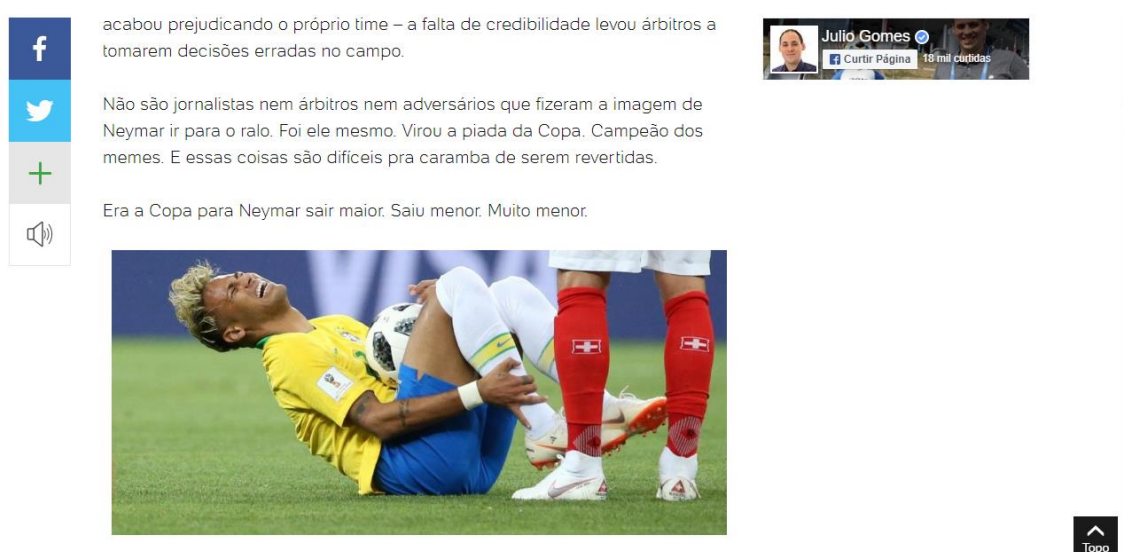 acabou prejudicando o próprio time – a falta de credibilidade levou árbitros a
tomarem decisões erradas no campo.
Não são jornalistas nem árbitros nem adversários que fizeram a imagem de
Neymar ir para o ralo. Foi ele mesmo. Virou a piada da Copa. Campeão dos
memes. E essas coisas são difíceis pra caramba de serem revertidas.
Era a Copa para Neymar sair maior. Saiu menor. Muito menor.
Julio Gomes
Curtir Página
18 mil curtidas
VISA
Topo